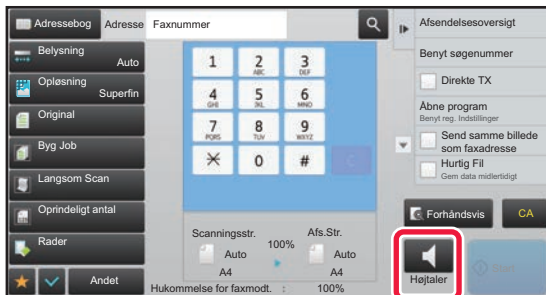 Adressebog
Adresse
Faxnummer
Belysning
Auto
Opløsning
Superfin
Original
Byg Job
Langsom Scan
Oprindeligt antal
Rader
Andet
1
2
ABC
3
DEF
4
GHI
5
JKL
6
MNO
7
PQRS
8
TUV
9
WXYZ
0
#
C
Scanningsstr.
100%
Afs.Str.
Auto
Auto
A4
A4
Hukommelse for faxmodt. : 100%
Afsendelsesoversigt
Benyt søgenummer
Direkte TX
Åbne program
Benyt reg. Indstillinger
Send samme billede
som faxadresse
Hurtig Fil
Gem data midlertidigt
Forhåndsvis
CA
Højtaler
Start